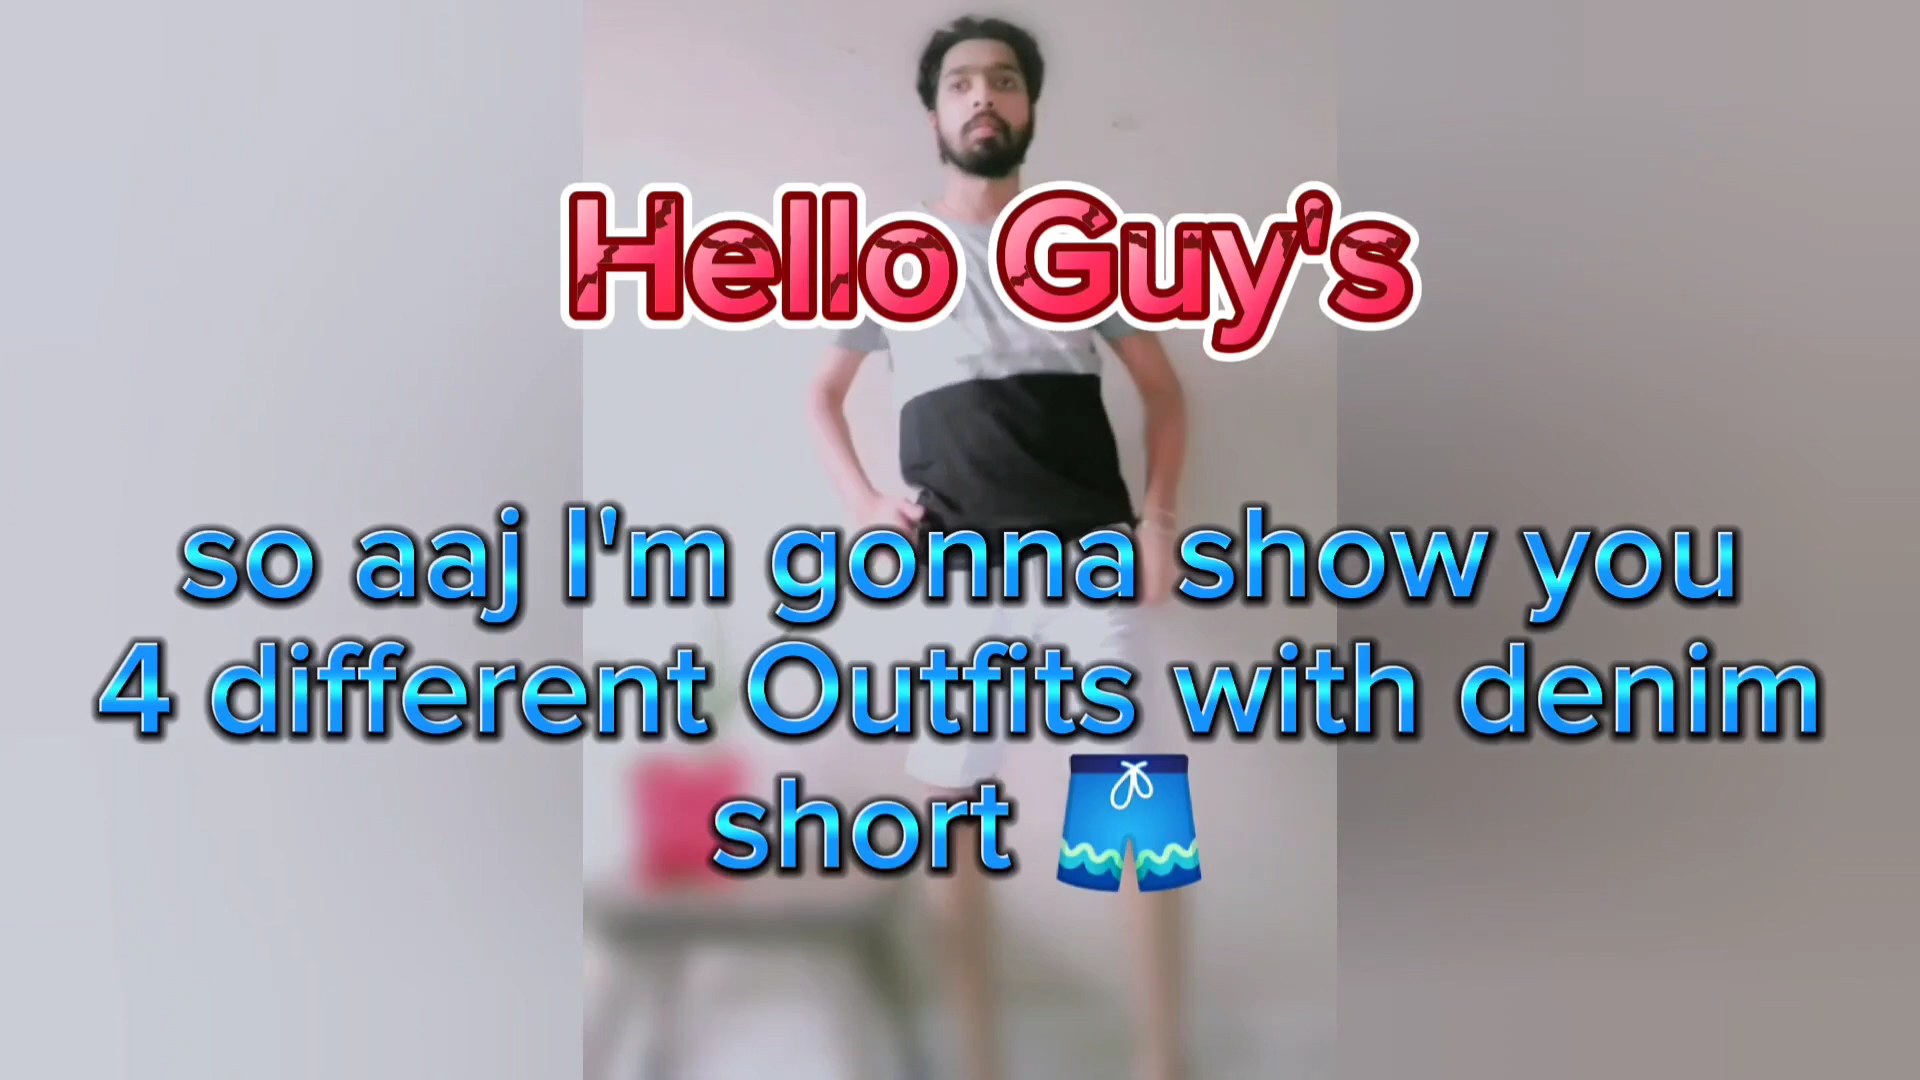 Hello Guy's
so aaj I'm gonna show you
4 different Outfits with denim
short 🩳